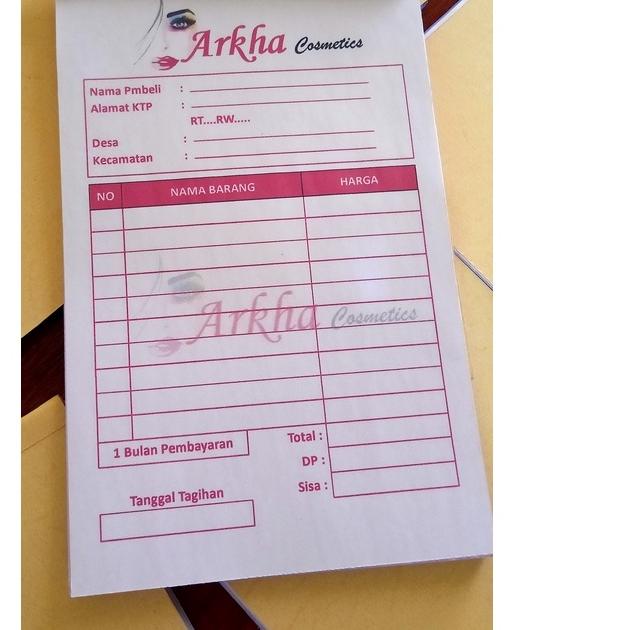 Arkha Cosmetics
Nama Pmbeli : 
Alamat KTP :
RT....RW.....
Desa :
Kecamatan :
NO NAMA BARANG HARGA
Arkha Cosmetics
1 Bulan Pembayaran
Total :
DP :
Sisa :
Tanggal Tagihan